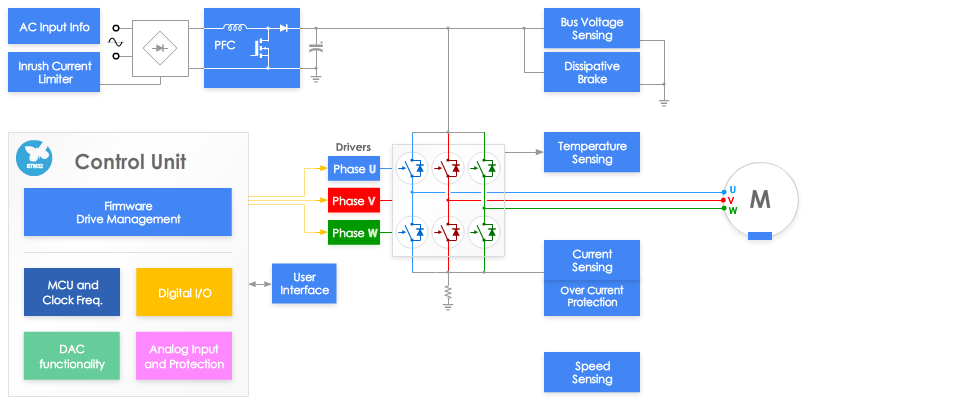 AC Input Info
Inrush Current
Limiter
PFC
Bus Voltage
Sensing
Dissipative
Brake
STM32
Control Unit
Firmware
Drive Management
MCU and
Clock Freq.
Digital I/O
DAC
functionality
Analog Input
and Protection
User
Interface
Drivers
Phase U
Phase V
Phase W
Temperature
Sensing
U
V
W
M
Current
Sensing
Over Current
Protection
Speed
Sensing